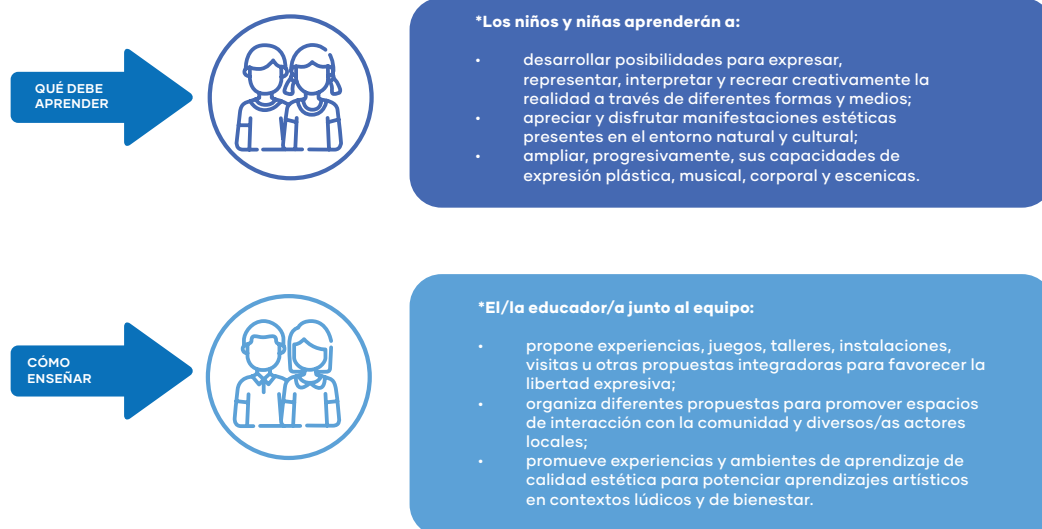 QUÉ DEBE
APRENDER
*Los niños y niñas aprenderán a:
• desarrollar posibilidades para expresar,
representar, interpretar y recrear creativamente la
realidad a través de diferentes formas y medios;
• apreciar y disfrutar manifestaciones estéticas
presentes en el entorno natural y cultural;
• ampliar, progresivamente, sus capacidades de
expresión plástica, musical, corporal y escenicas.
CÓMO
ENSEÑAR
*El/la educador/a junto al equipo:
• propone experiencias, juegos, talleres, instalaciones,
visitas u otras propuestas integradoras para favorecer la
libertad expresiva;
• organiza diferentes propuestas para promover espacios
de interacción con la comunidad y diversos/as actores
locales;
• promueve experiencias y ambientes de aprendizaje de
calidad estética para potenciar aprendizajes artísticos
en contextos lúdicos y de bienestar.